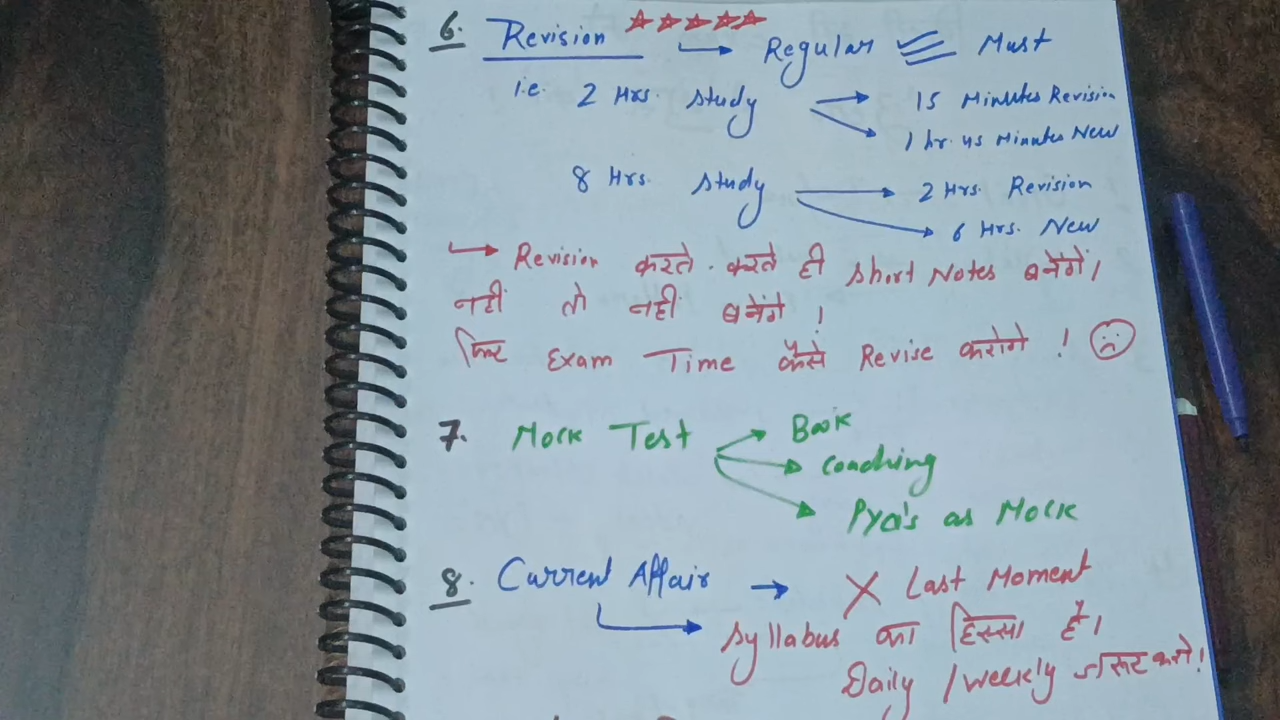 6. Revision → Regular Must
i.e. 2 Hrs. study → 15 Minutes Revision
→ 1 hr. 45 Minutes New
8 Hrs. study → 2 Hrs. Revision
→ 6 Hrs. New
→ Revision करते-करते ही short Notes बनेगें।
नहीं तो नहीं बनेंगे !
फिर Exam Time कैसे Revise करोगे !
7. Mock Test → Book
→ coaching
→ Pyq's as Mock
8. Current Affair → X Last Moment
→ syllabus का हिस्सा है।
Daily / weekly करो!